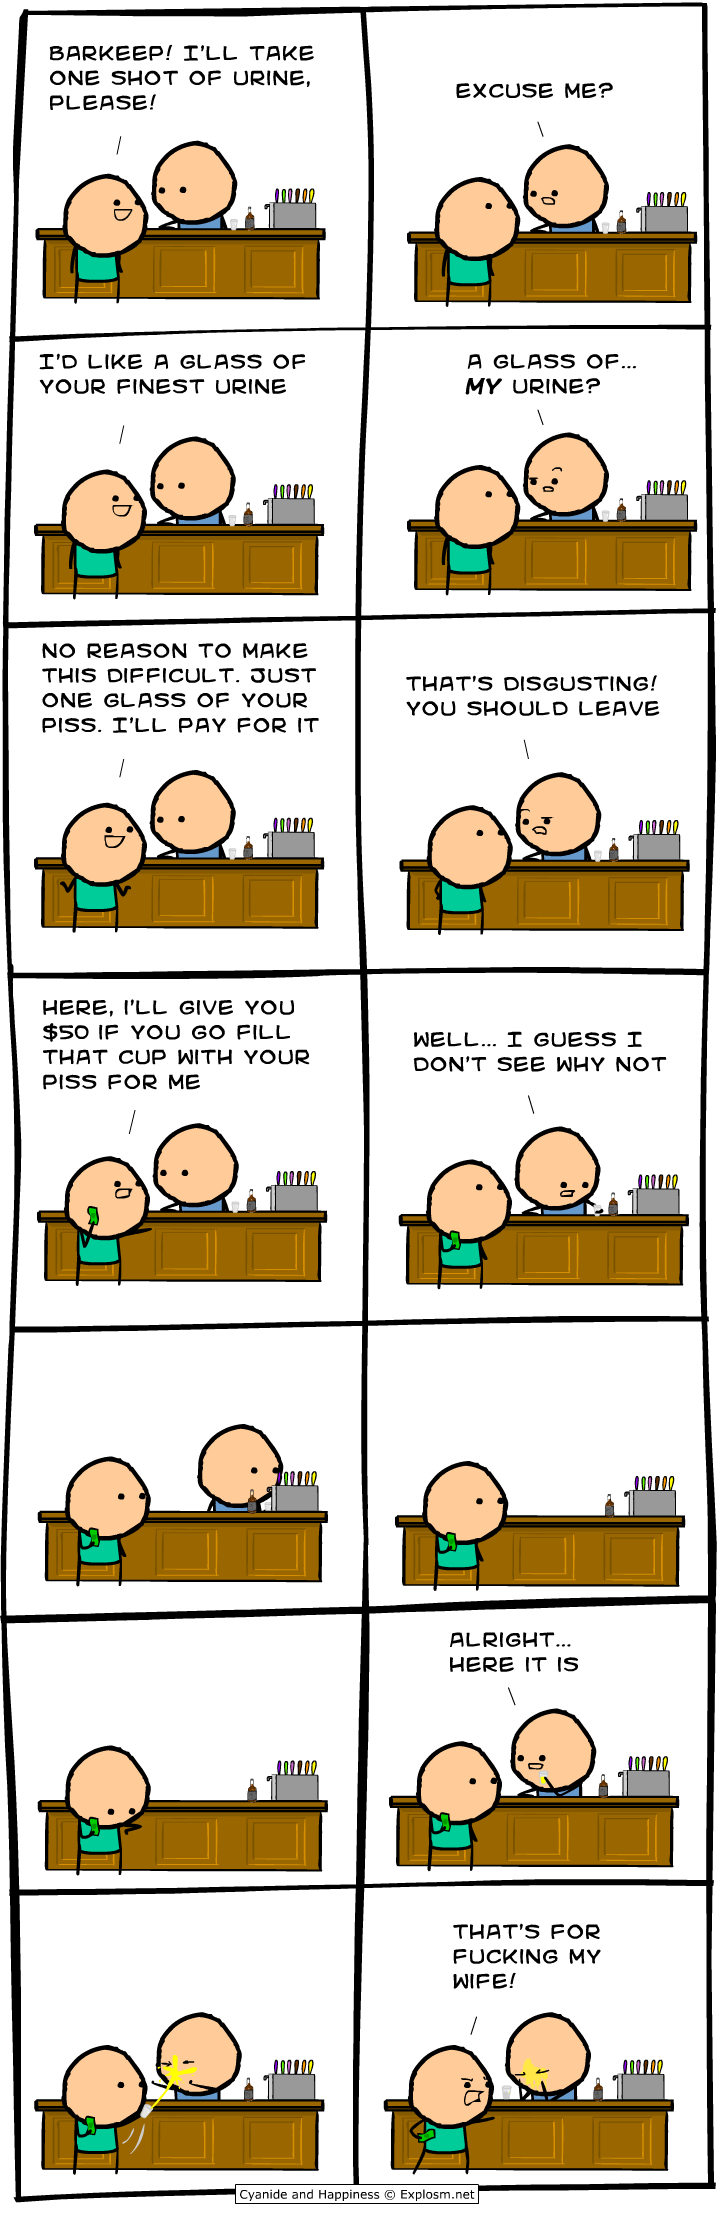 BARKEEP! I'LL TAKE
ONE SHOT OF URINE,
PLEASE!
EXCUSE ME?
I'D LIKE A GLASS OF
YOUR FINEST URINE
A GLASS OF...
MY URINE?
NO REASON TO MAKE
THIS DIFFICULT. JUST
ONE GLASS OF YOUR
PISS. I'LL PAY FOR IT
THAT'S DISGUSTING!
YOU SHOULD LEAVE
HERE, I'LL GIVE YOU
$50 IF YOU GO FILL
THAT CUP WITH YOUR
PISS FOR ME
WELL... I GUESS I
DON'T SEE WHY NOT
ALRIGHT...
HERE IT IS
THAT'S FOR
FUCKING MY
WIFE!
Cyanide and Happiness © Explosm.net